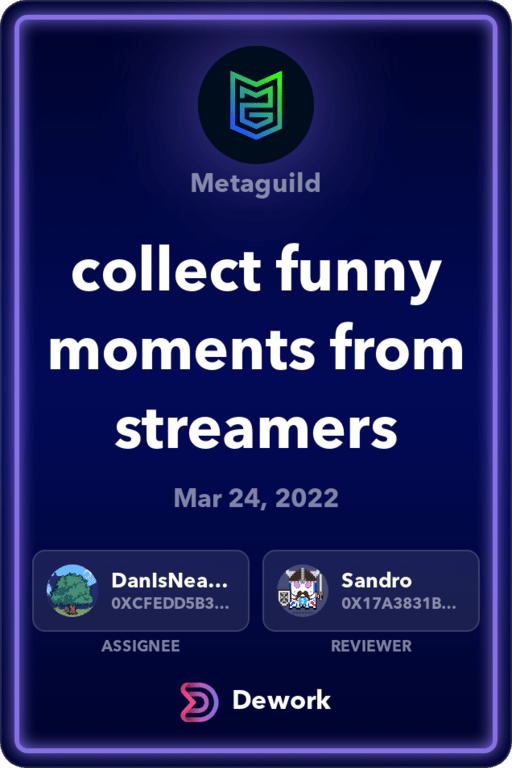 Metaguild
collect funny
moments from
streamers
Mar 24, 2022
DanIsNea...
0XCFEDD5B3...
ASSIGNEE
Sandro
0X17A3831B...
REVIEWER
Dework